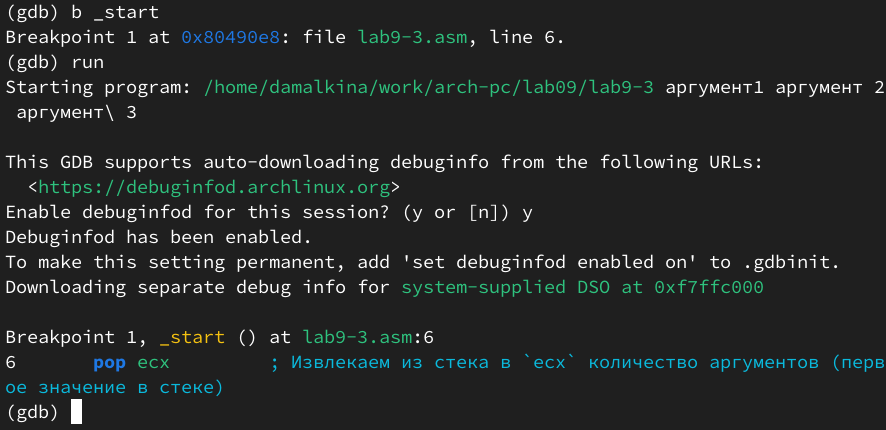 (gdb) b _start
Breakpoint 1 at 0x80490e8: file lab9-3.asm, line 6.
(gdb) run
Starting program: /home/damalkina/work/arch-pc/lab09/lab9-3 аргумент1 аргумент 2
 аргумент\ 3
This GDB supports auto-downloading debuginfo from the following URLs:
  <https://debuginfod.archlinux.org>
Enable debuginfod for this session? (y or [n]) y
Debuginfod has been enabled.
To make this setting permanent, add 'set debuginfod enabled on' to .gdbinit.
Downloading separate debug info for system-supplied DSO at 0xf7ffc000
Breakpoint 1, _start () at lab9-3.asm:6
6       pop ecx         ; Извлекаем из стека в `ecx` количество аргументов (перв
ое значение в стеке)
(gdb)